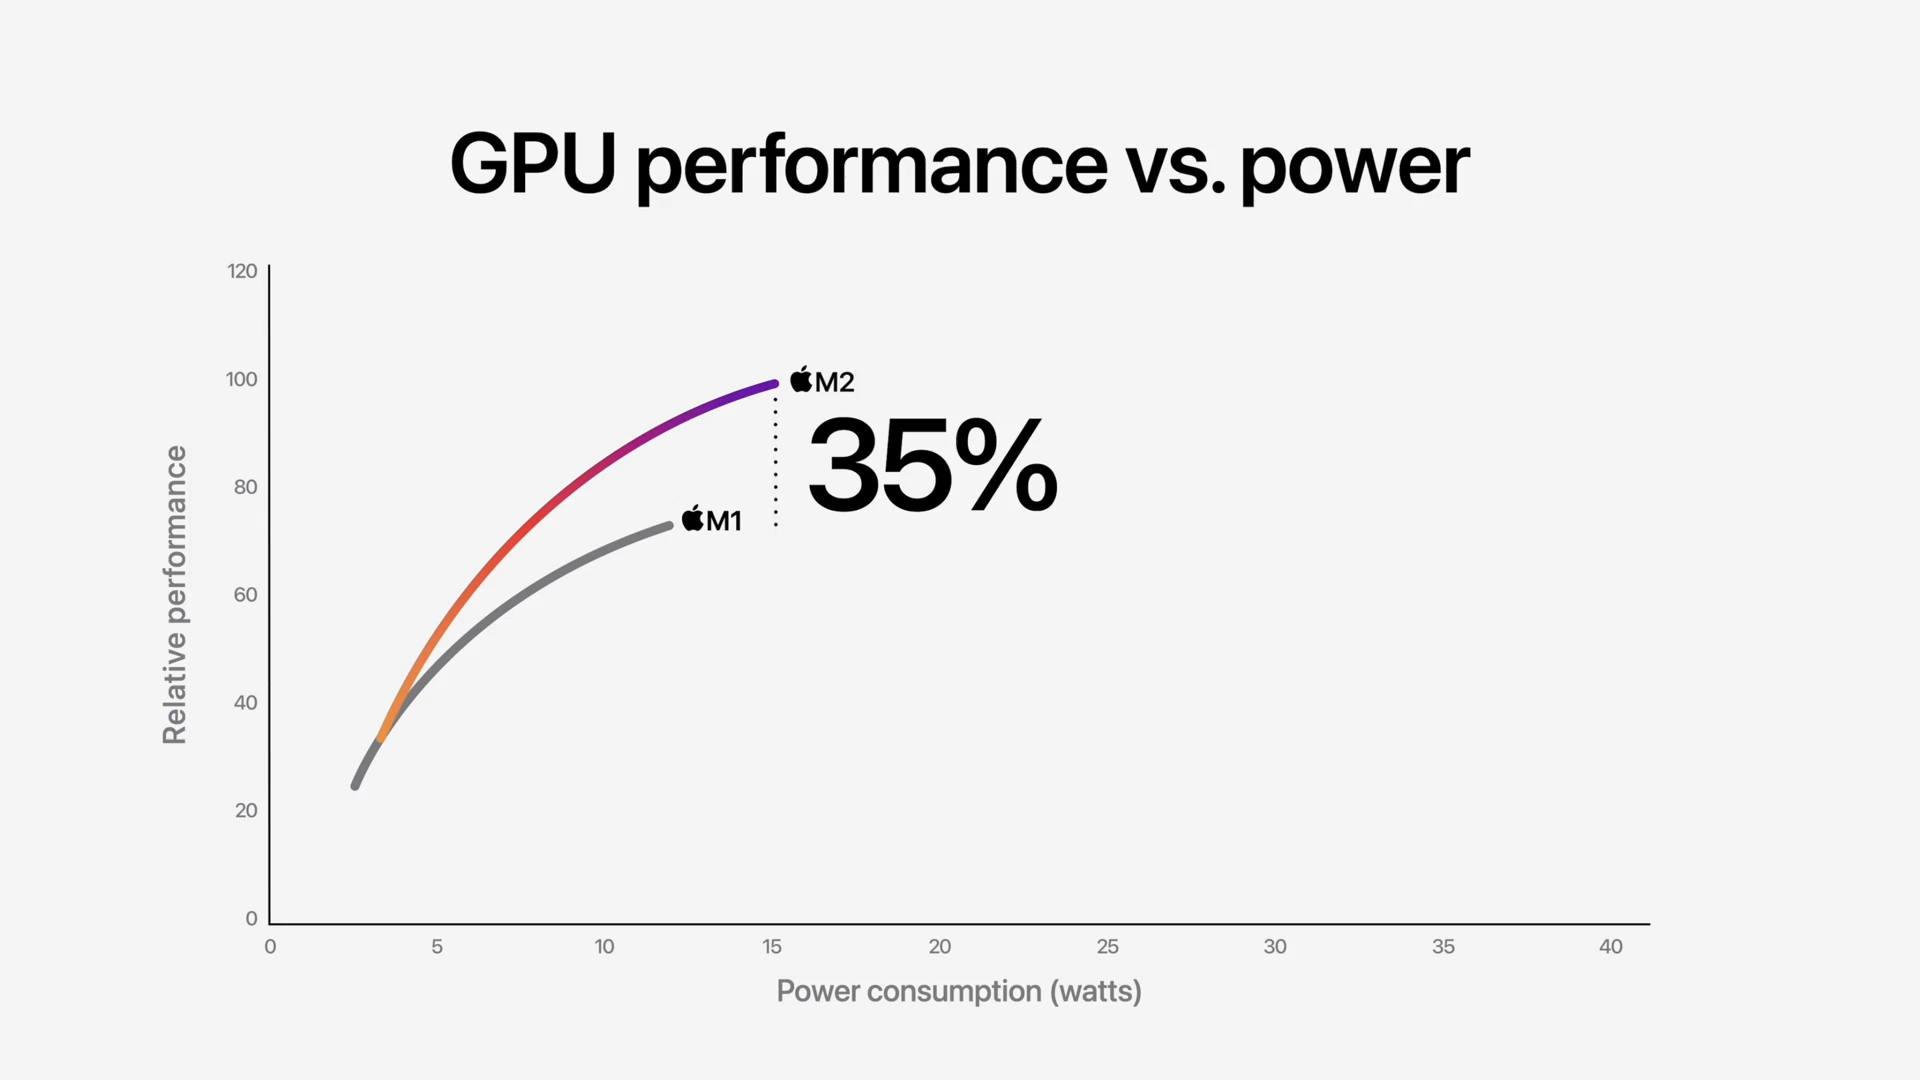 GPU performance vs. power
120
100
80
60
40
20
0
Relative performance
M2
35%
M1
0 5 10 15 20 25 30 35 40
Power consumption (watts)